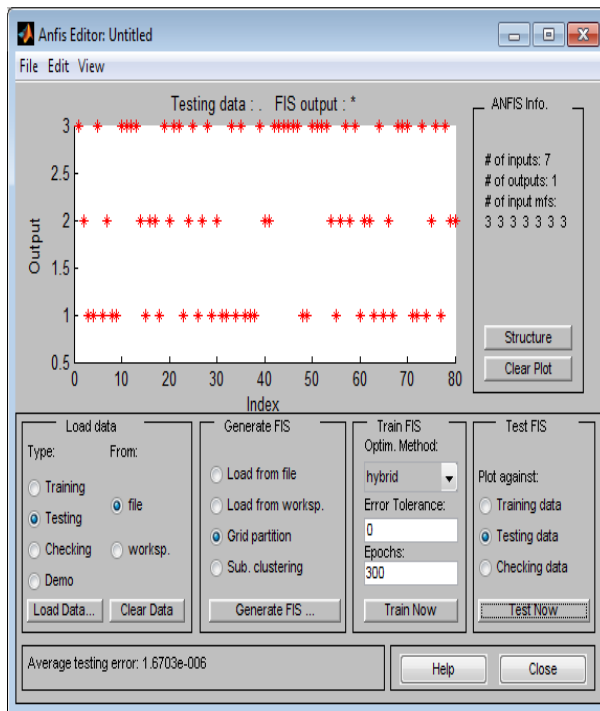 Anfis Editor: Untitled
File Edit View
Testing data : . FIS output : *
3
2.5
2
1.5
1
0.5
Output
0 10 20 30 40 50 60 70 80
Index
ANFIS Info.
# of inputs: 7
# of outputs: 1
# of input mfs:
3 3 3 3 3 3 3
Structure
Clear Plot
Load data
Type: From:
Training
Testing
Checking
Demo
file
worksp.
Load Data... Clear Data
Generate FIS
Load from file
Load from worksp.
Grid partition
Sub. clustering
Generate FIS ...
Train FIS
Optim. Method:
hybrid
Error Tolerance:
0
Epochs:
300
Train Now
Test FIS
Plot against:
Training data
Testing data
Checking data
Test Now
Average testing error: 1.6703e-006
Help Close